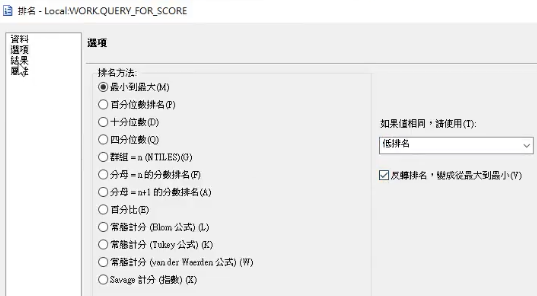 排名 - Local:WORK.QUERY_FOR_SCORE
資料
選項
結果
屬性
選項
排名方法:
最小到最大(M)
百分位數排名(P)
十分位數(D)
四分位數(Q)
群組 = n (NTILES)(O)
分母 = n 的分數排名(F)
分母 = n+1 的分數排名(A)
百分比(E)
常態計分 (Blom 公式) (L)
常態計分 (Tukey 公式) (K)
常態計分 (van der Waerden 公式) (W)
Savage 計分 (指數) (X)
如果值相同，請使用(T):
低排名
反轉排名，變成從最大到最小(V)